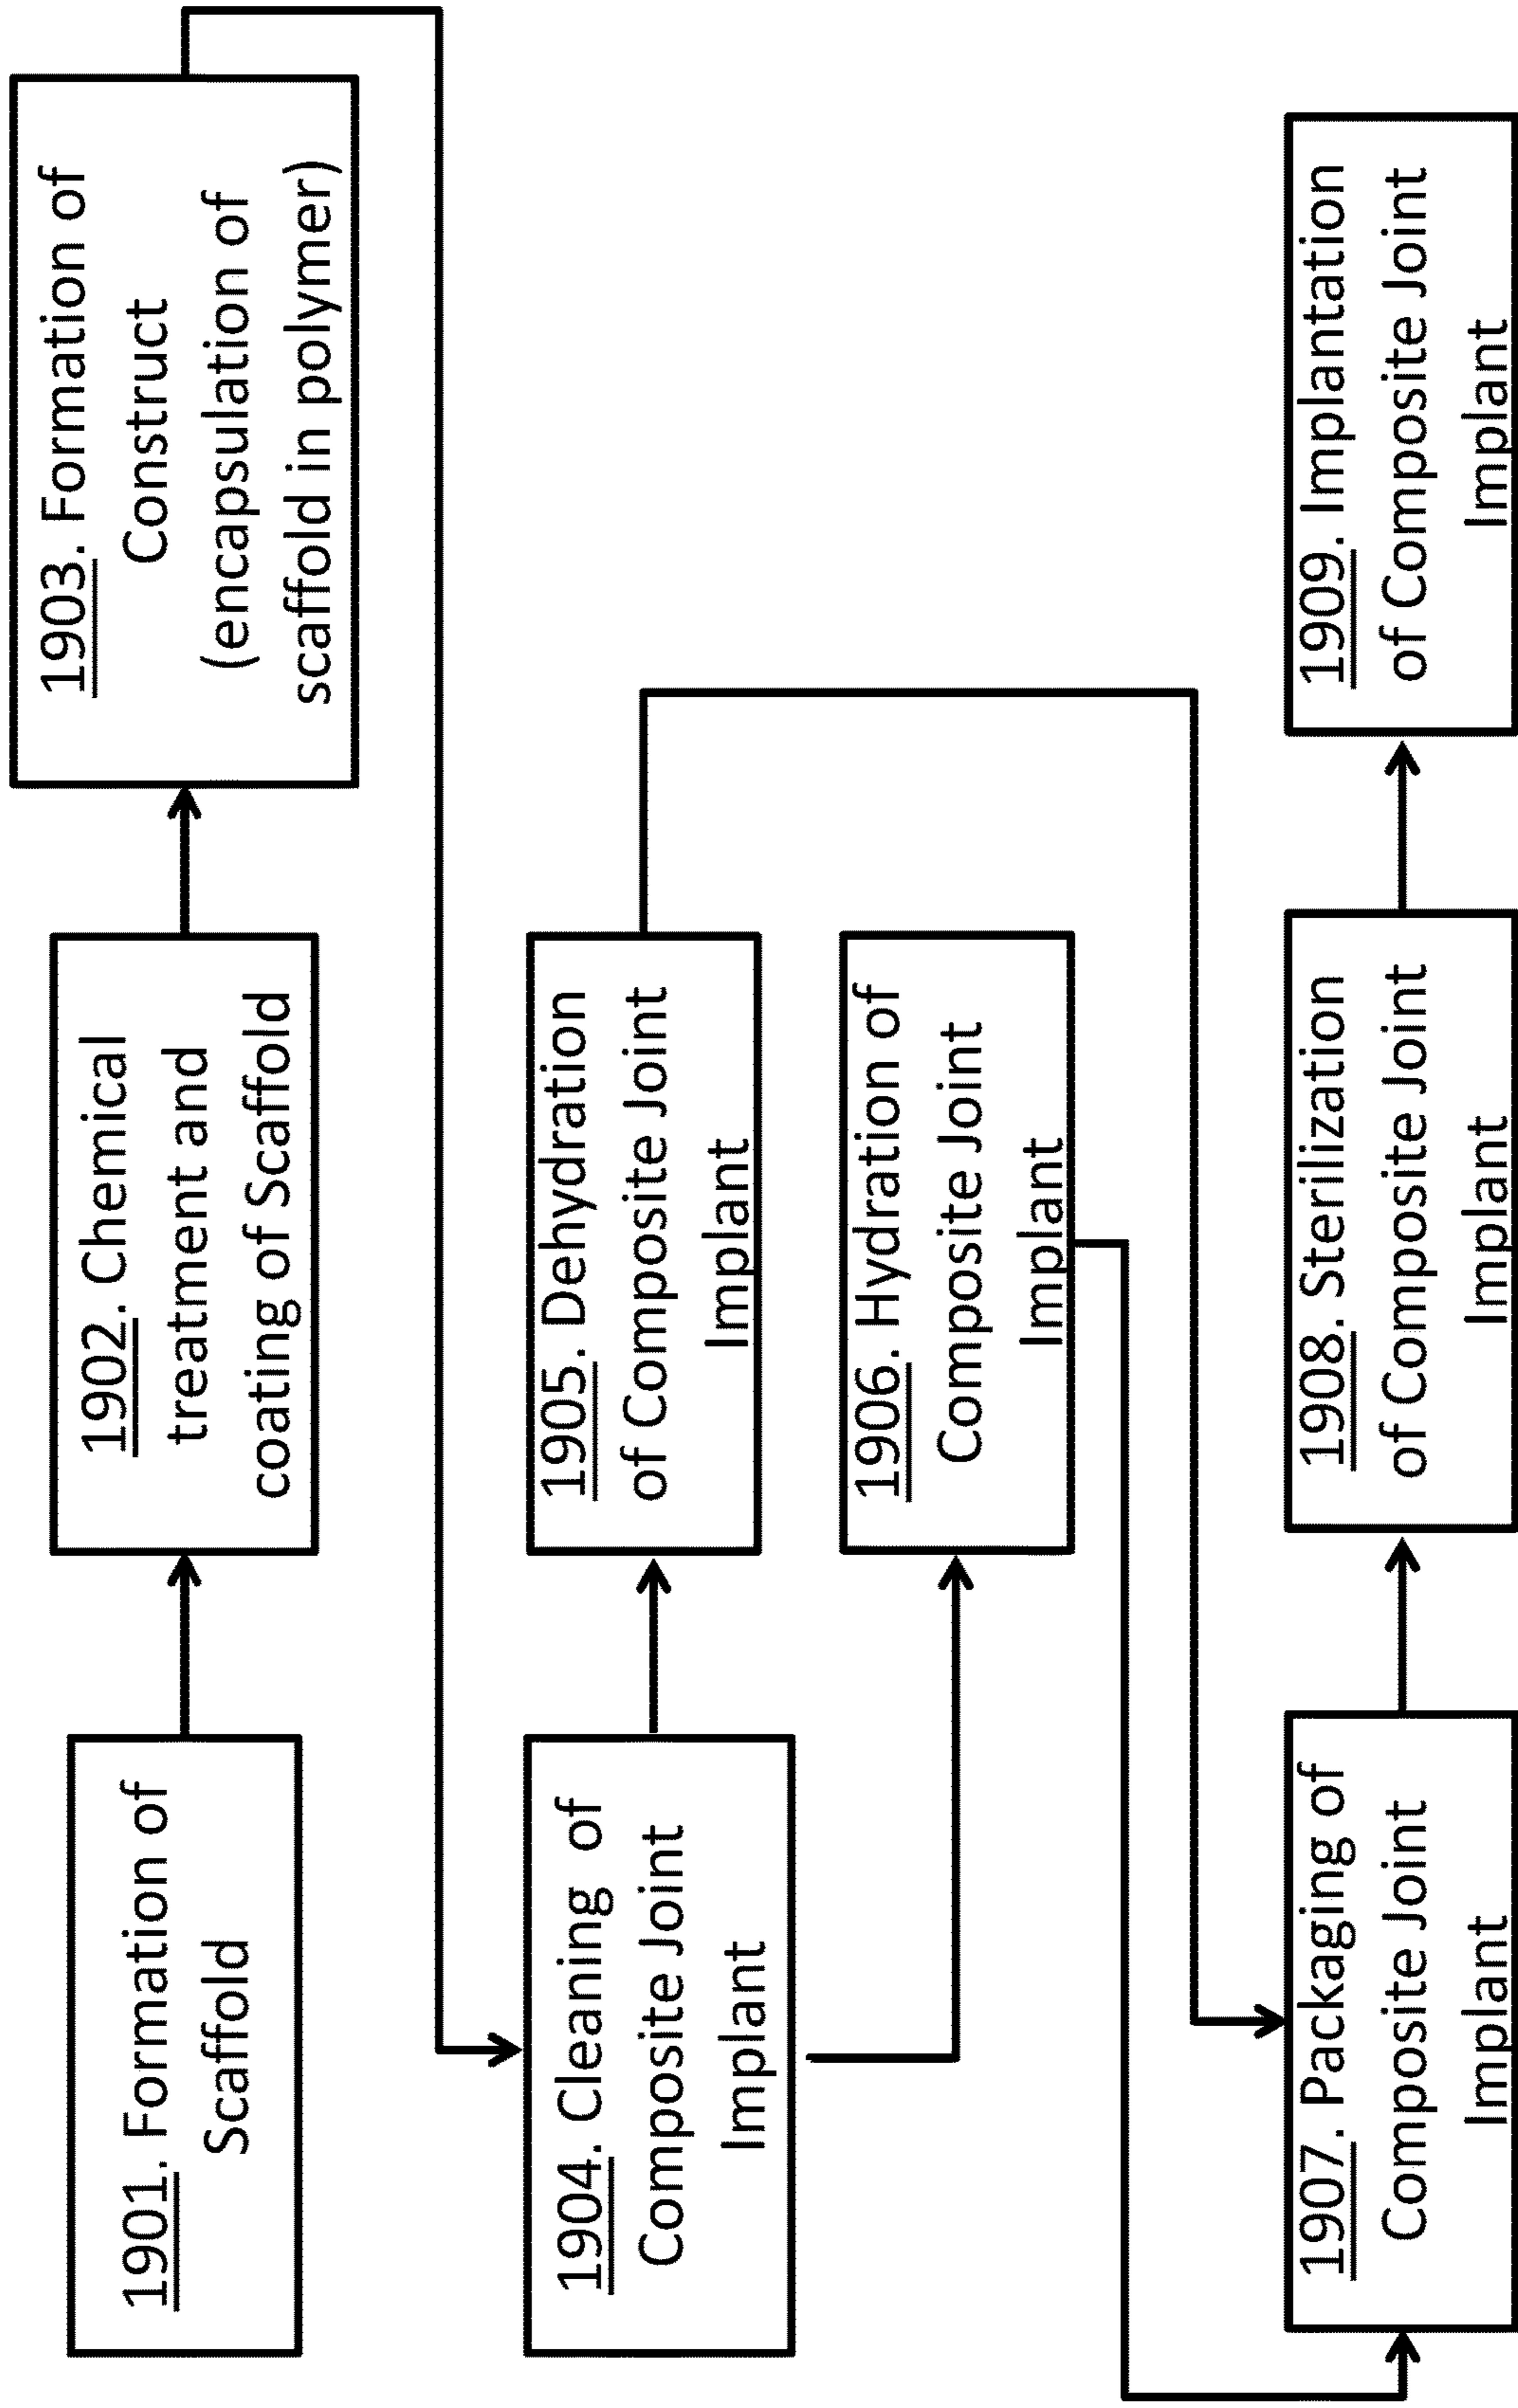 1901. Formation of
Scaffold
1902. Chemical
treatment and
coating of Scaffold
1903. Formation of
Construct
(encapsulation of
scaffold in polymer)
1904. Cleaning of
Composite Joint
Implant
1905. Dehydration
of Composite Joint
Implant
1906. Hydration of
Composite Joint
Implant
1907. Packaging of
Composite Joint
Implant
1908. Sterilization
of Composite Joint
Implant
1909. Implantation
of Composite Joint
Implant